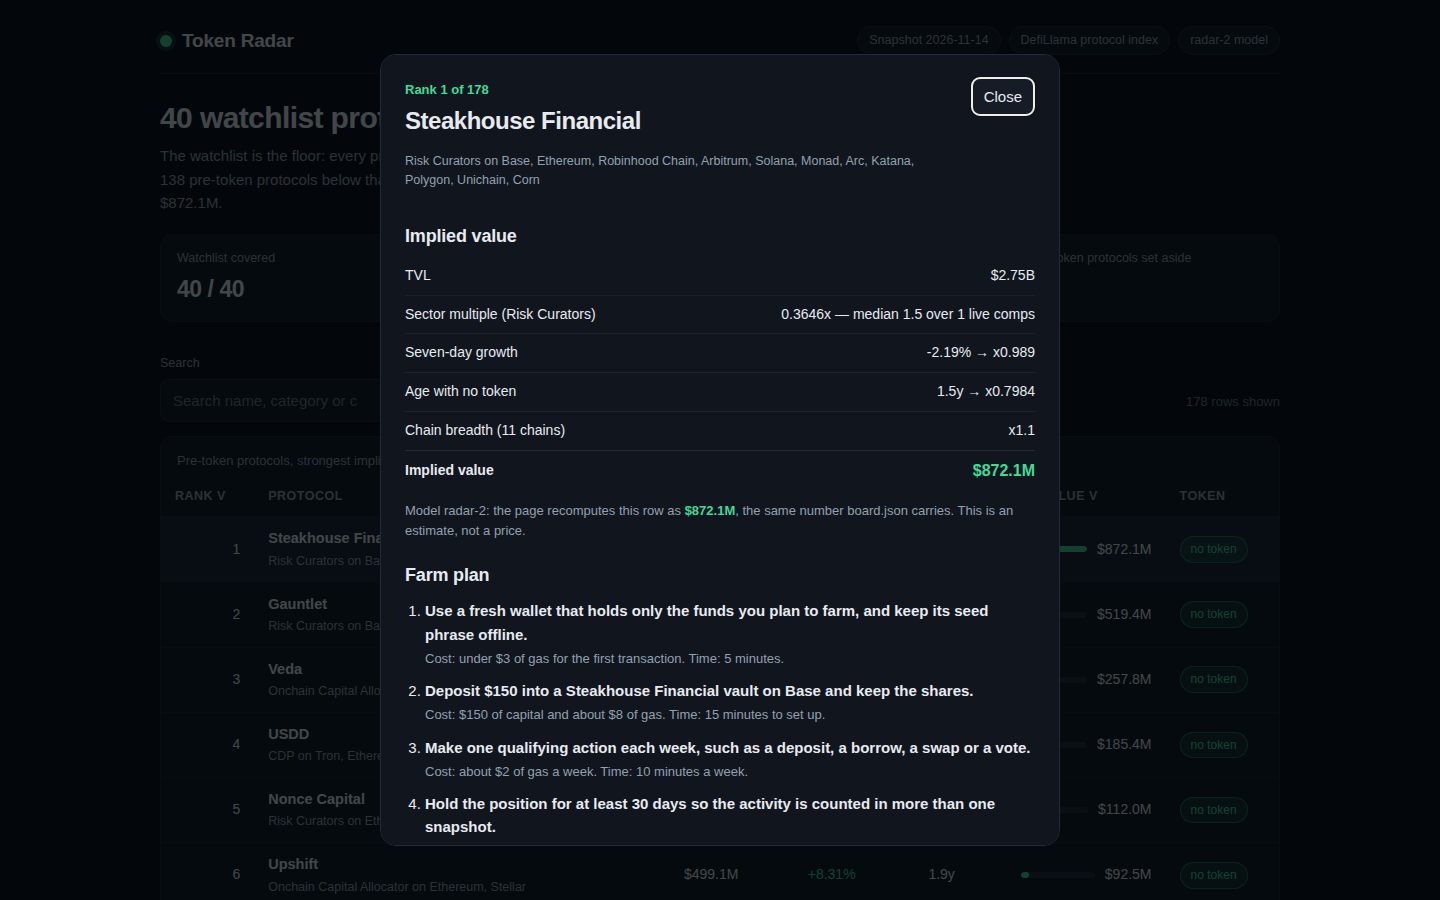 Token Radar
Snapshot 2026-11-14
DefiLlama protocol index
radar-2 model
40 watchlist prot
The watchlist is the floor: every pr
138 pre-token protocols below tha
$872.1M.
Watchlist covered
40 / 40
oken protocols set aside
Search
Search name, category or c
178 rows shown
Pre-token protocols, strongest impli
RANK V
PROTOCOL
LUE V
TOKEN
1
Steakhouse Fina
Risk Curators on Ba
$872.1M
no token
2
Gauntlet
Risk Curators on Ba
$519.4M
no token
3
Veda
Onchain Capital Allo
$257.8M
no token
4
USDD
CDP on Tron, Ethere
$185.4M
no token
5
Nonce Capital
Risk Curators on Eth
$112.0M
no token
6
Upshift
Onchain Capital Allocator on Ethereum, Stellar
$499.1M
+8.31%
1.9y
$92.5M
no token
Rank 1 of 178
Close
Steakhouse Financial
Risk Curators on Base, Ethereum, Robinhood Chain, Arbitrum, Solana, Monad, Arc, Katana,
Polygon, Unichain, Corn
Implied value
TVL $2.75B
Sector multiple (Risk Curators) 0.3646x — median 1.5 over 1 live comps
Seven-day growth -2.19% → x0.989
Age with no token 1.5y → x0.7984
Chain breadth (11 chains) x1.1
Implied value $872.1M
Model radar-2: the page recomputes this row as $872.1M, the same number board.json carries. This is an
estimate, not a price.
Farm plan
1. Use a fresh wallet that holds only the funds you plan to farm, and keep its seed
phrase offline.
Cost: under $3 of gas for the first transaction. Time: 5 minutes.
2. Deposit $150 into a Steakhouse Financial vault on Base and keep the shares.
Cost: $150 of capital and about $8 of gas. Time: 15 minutes to set up.
3. Make one qualifying action each week, such as a deposit, a borrow, a swap or a vote.
Cost: about $2 of gas a week. Time: 10 minutes a week.
4. Hold the position for at least 30 days so the activity is counted in more than one
snapshot.